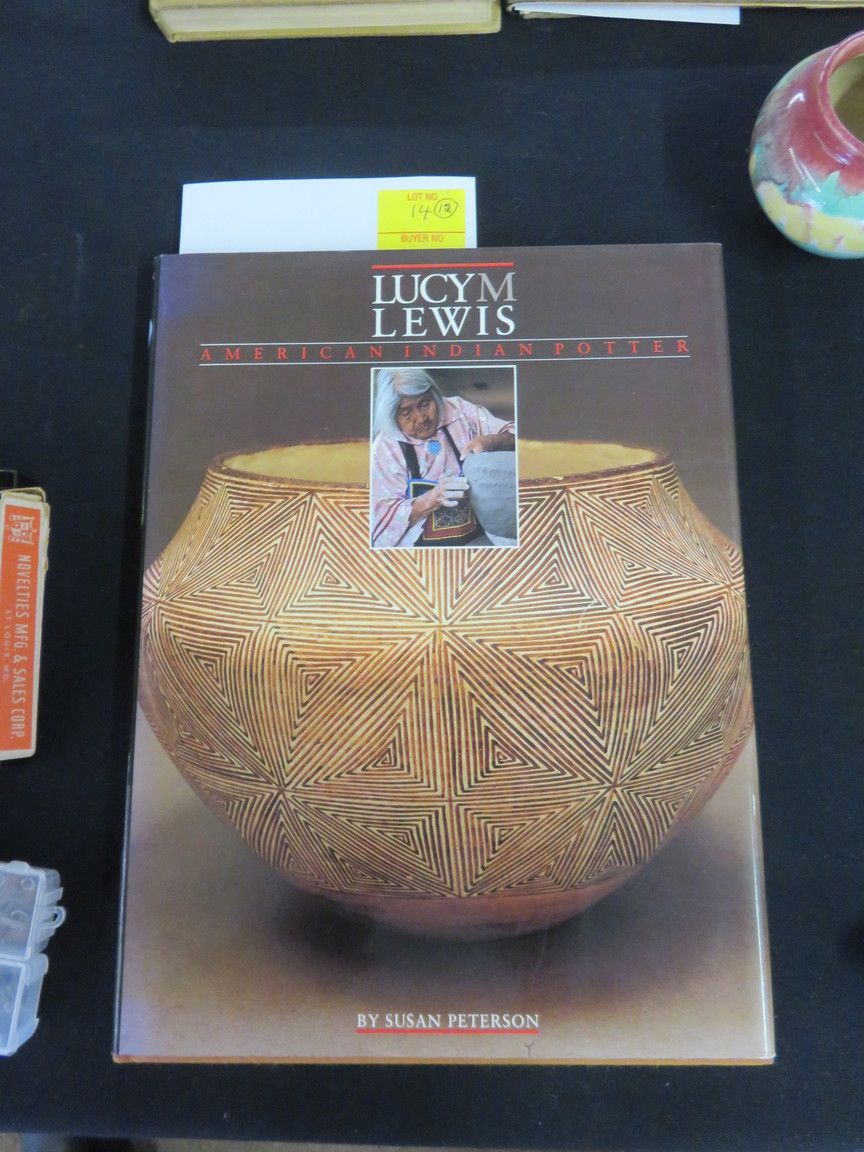 LOT NO.
14 (12)
BUYER NO.
LUCY M
LEWIS
AMERICAN INDIAN POTTER
BY SUSAN PETERSON
NOVELTIES MFG & SALES CORP.
ST. LOUIS, MO.